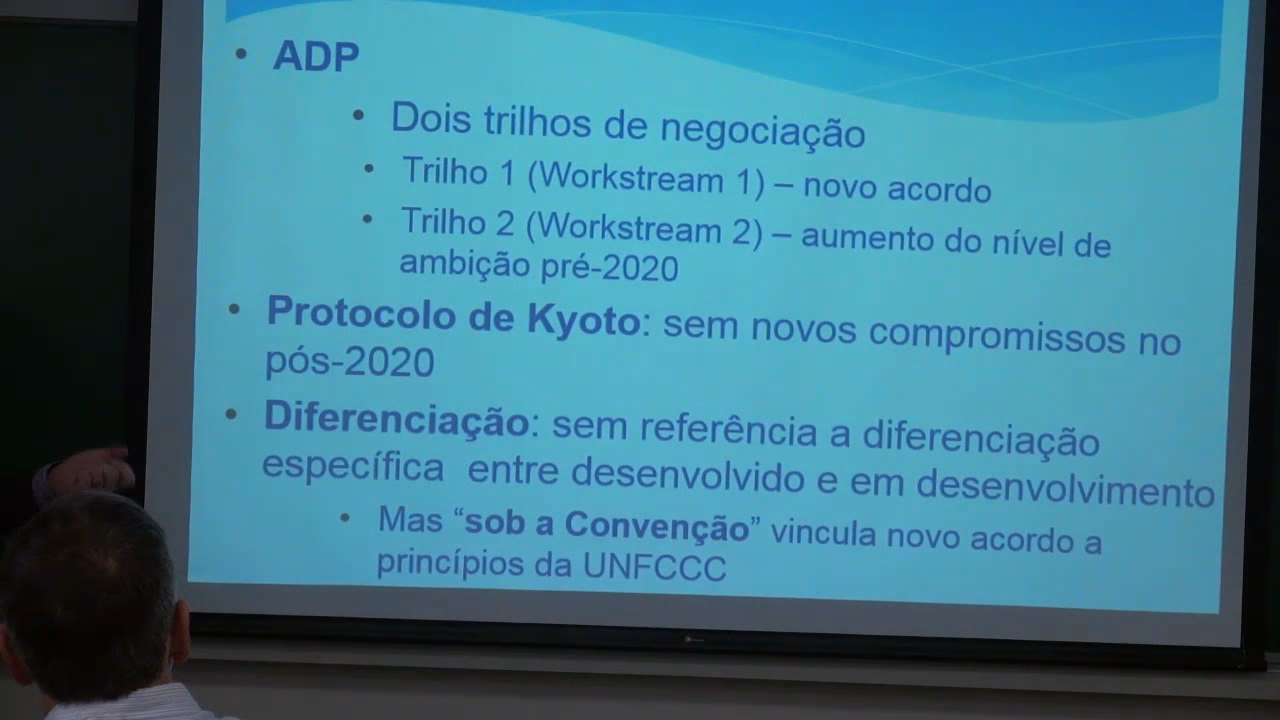 • ADP
• Dois trilhos de negociação
• Trilho 1 (Workstream 1) – novo acordo
• Trilho 2 (Workstream 2) – aumento do nível de
ambição pré-2020
• Protocolo de Kyoto: sem novos compromissos no
pós-2020
• Diferenciação: sem referência a diferenciação
específica entre desenvolvido e em desenvolvimento
• Mas “sob a Convenção” vincula novo acordo a
princípios da UNFCCC